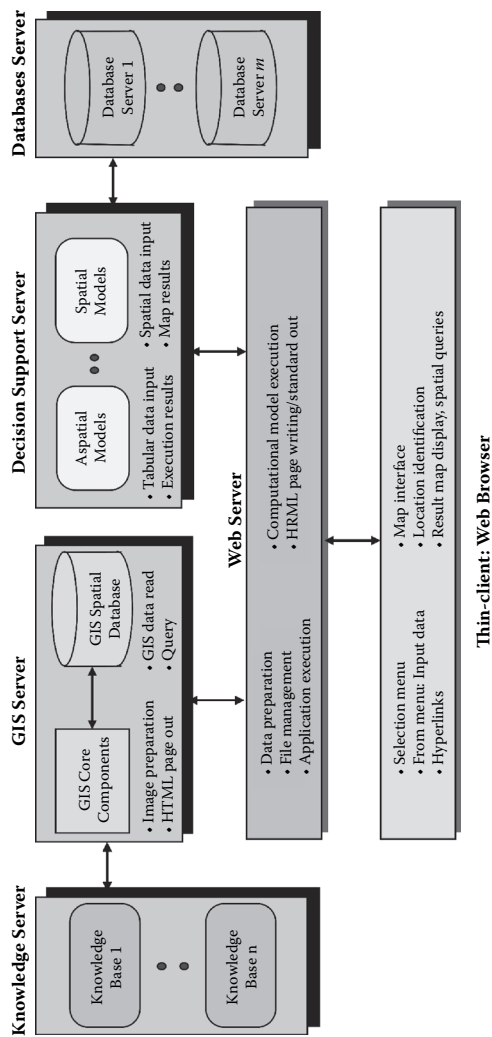 Knowledge Server
Knowledge
Base 1
Knowledge
Base n
GIS Server
GIS Core
Components
GIS Spatial
Database
• Image preparation
• HTML page out
• GIS data read
• Query
Decision Support Server
Aspatial
Models
Spatial
Models
• Tabular data input
• Execution results
• Spatial data input
• Map results
Databases Server
Database
Server 1
Database
Server m
Web Server
• Data preparation
• File management
• Application execution
• Computational model execution
• HRML page writing/standard out
• Selection menu
• From menu: Input data
• Hyperlinks
• Map interface
• Location identification
• Result map display, spatial queries
Thin-client: Web Browser